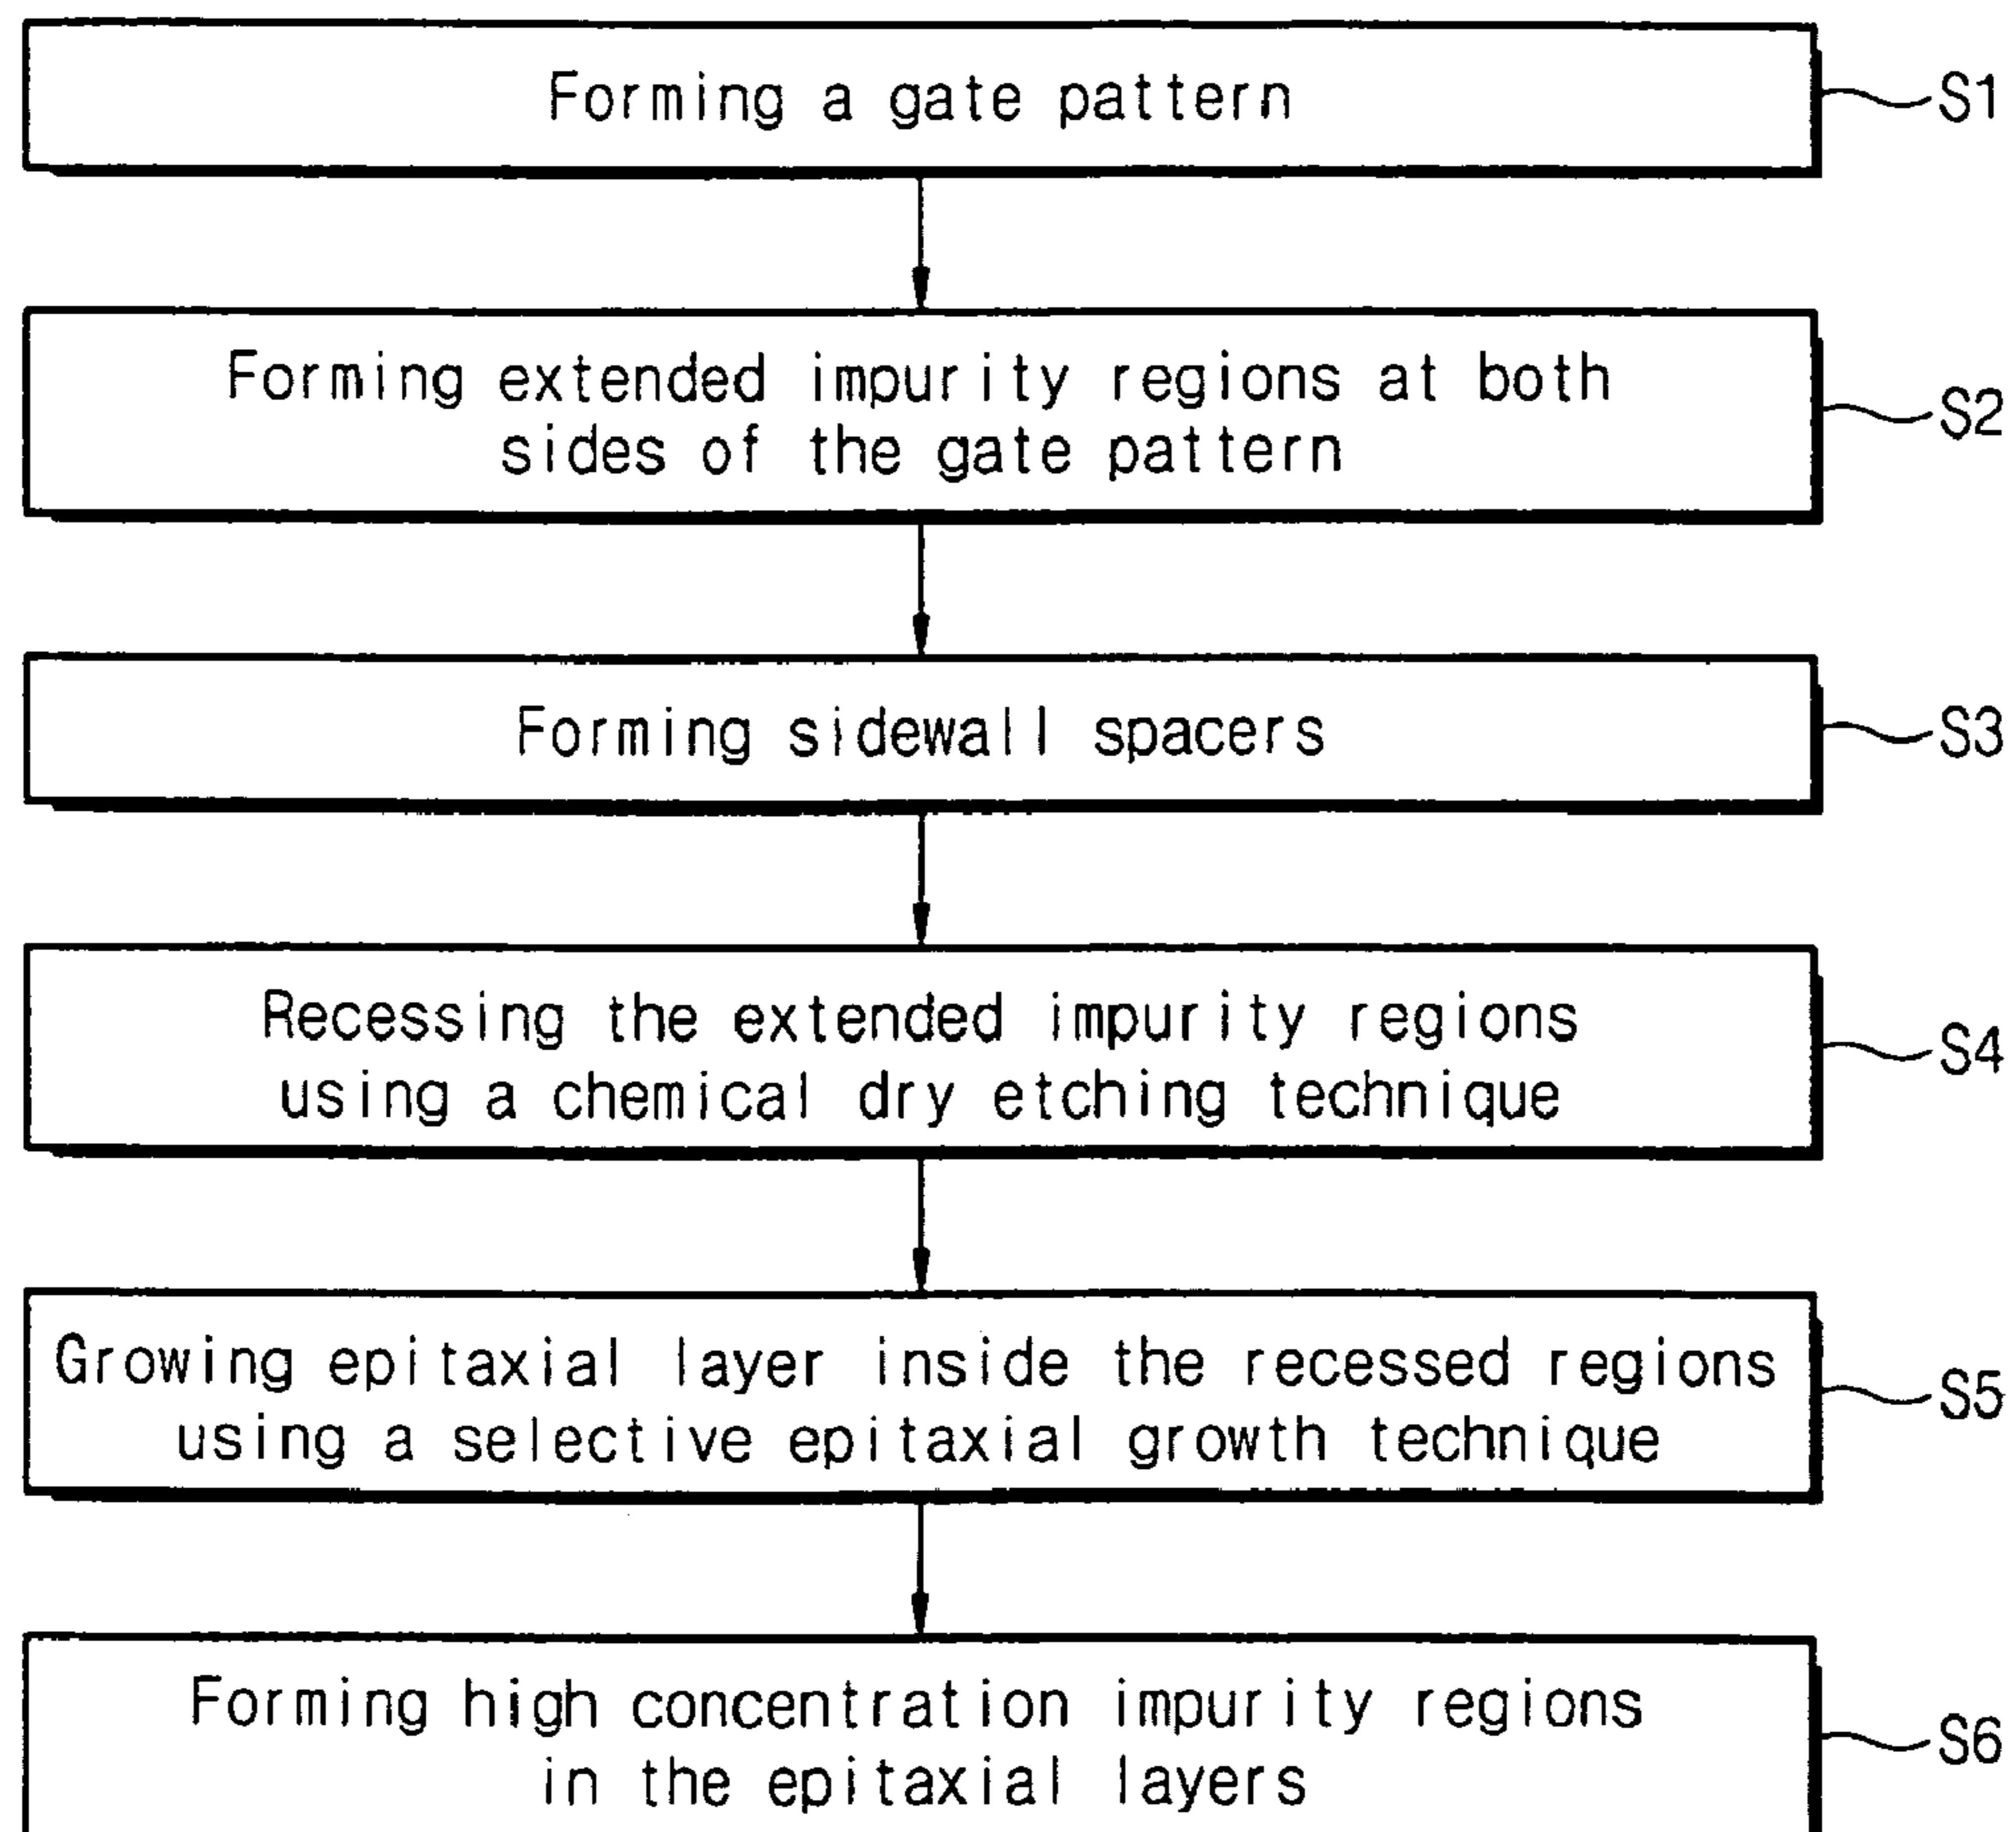 Forming a gate pattern
S1
Forming extended impurity regions at both
sides of the gate pattern
S2
Forming sidewall spacers
S3
Recessing the extended impurity regions
using a chemical dry etching technique
S4
Growing epitaxial layer inside the recessed regions
using a selective epitaxial growth technique
S5
Forming high concentration impurity regions
in the epitaxial layers
S6